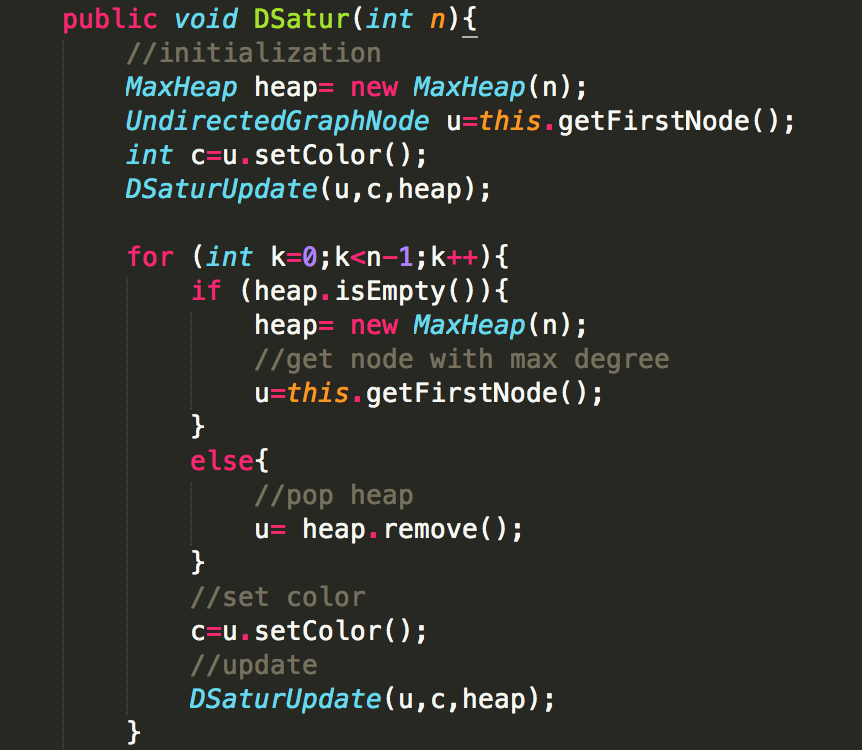 public void DSatur(int n){
    //initialization
    MaxHeap heap= new MaxHeap(n);
    UndirectedGraphNode u=this.getFirstNode();
    int c=u.setColor();
    DSaturUpdate(u,c,heap);

    for (int k=0;k<n-1;k++){
        if (heap.isEmpty()){
            heap= new MaxHeap(n);
            //get node with max degree
            u=this.getFirstNode();
        }
        else{
            //pop heap
            u= heap.remove();
        }
        //set color
        c=u.setColor();
        //update
        DSaturUpdate(u,c,heap);
    }